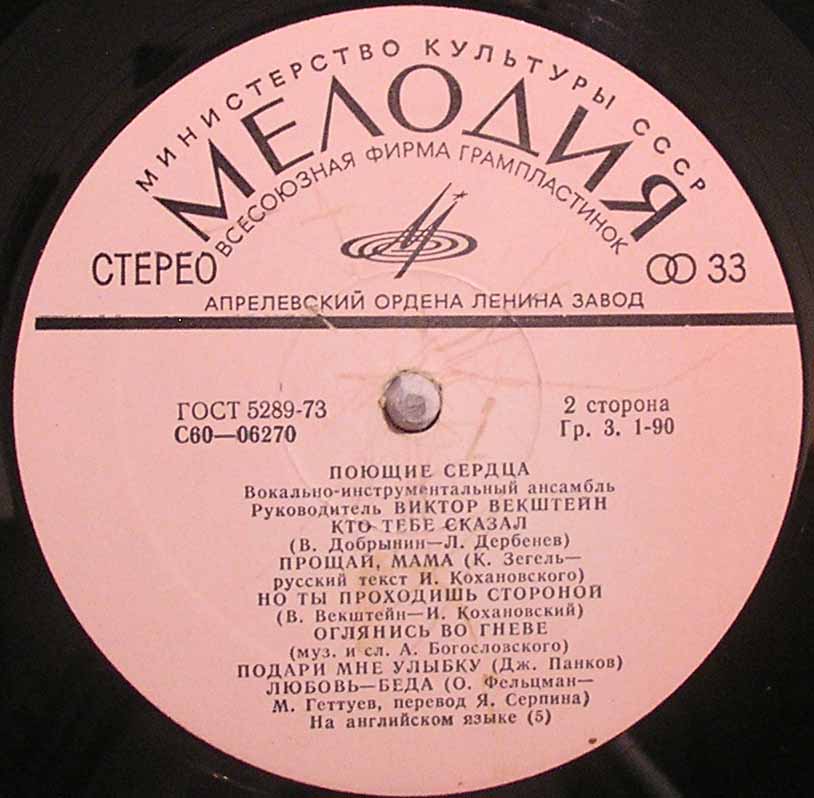 МИНИСТЕРСТВО КУЛЬТУРЫ СССР
МЕЛОДИЯ
ВСЕСОЮЗНАЯ ФИРМА ГРАМПЛАСТИНОК
СТЕРЕО
33
АПРЕЛЕВСКИЙ ОРДЕНА ЛЕНИНА ЗАВОД
ГОСТ 5289-73
С60—06270
2 сторона
Гр. 3. 1-90
ПОЮЩИЕ СЕРДЦА
Вокально-инструментальный ансамбль
Руководитель ВИКТОР ВЕКШТЕЙН
КТО ТЕБЕ СКАЗАЛ
(В. Добрынин—Л. Дербенев)
ПРОЩАЙ, МАМА (К. Зегель—
русский текст И. Кохановского)
НО ТЫ ПРОХОДИШЬ СТОРОНОЙ
(В. Векштейн—И. Кохановский)
ОГЛЯНИСЬ ВО ГНЕВЕ
(муз. и сл. А. Богословского)
ПОДАРИ МНЕ УЛЫБКУ (Дж. Панков)
ЛЮБОВЬ—БЕДА (О. Фельцман—
М. Геттуев, перевод Я. Серпина)
На английском языке (5)